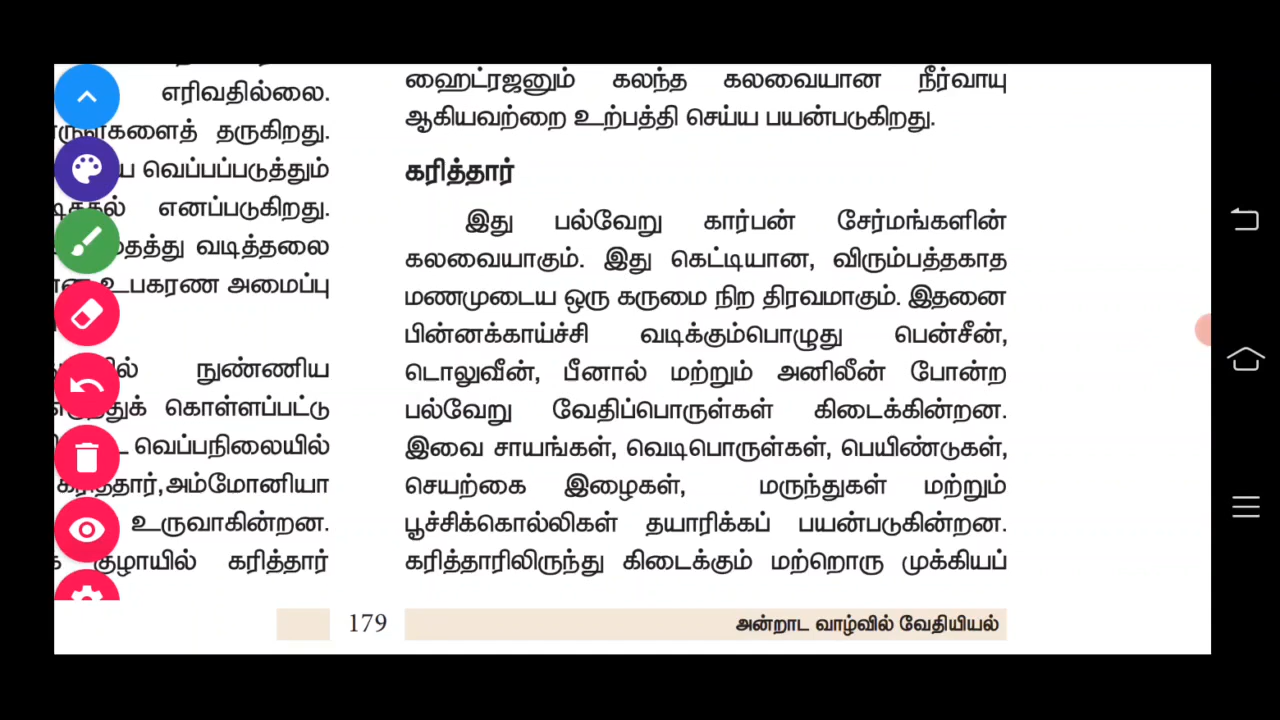 எரிவதில்லை.
தருகிறது.
வெப்பப்படுத்தும்
எனப்படுகிறது.
வடித்தலை
உபகரண அமைப்பு
நுண்ணிய
கொள்ளப்பட்டு
வெப்பநிலையில்
கரித்தார்,அம்மோனியா
உருவாகின்றன.
குழாயில் கரித்தார்
ஹைட்ரஜனும் கலந்த கலவையான நீர்வாயு
ஆகியவற்றை உற்பத்தி செய்ய பயன்படுகிறது.
கரித்தார்
இது பல்வேறு கார்பன் சேர்மங்களின்
கலவையாகும். இது கெட்டியான, விரும்பத்தகாத
மணமுடைய ஒரு கருமை நிற திரவமாகும். இதனை
பின்னக்காய்ச்சி வடிக்கும்பொழுது பென்சீன்,
டொலுவீன், பீனால் மற்றும் அனிலீன் போன்ற
பல்வேறு வேதிப்பொருள்கள் கிடைக்கின்றன.
இவை சாயங்கள், வெடிபொருள்கள், பெயிண்டுகள்,
செயற்கை இழைகள், மருந்துகள் மற்றும்
பூச்சிக்கொல்லிகள் தயாரிக்கப் பயன்படுகின்றன.
கரித்தாரிலிருந்து கிடைக்கும் மற்றொரு முக்கியப்
179
அன்றாட வாழ்வில் வேதியியல்